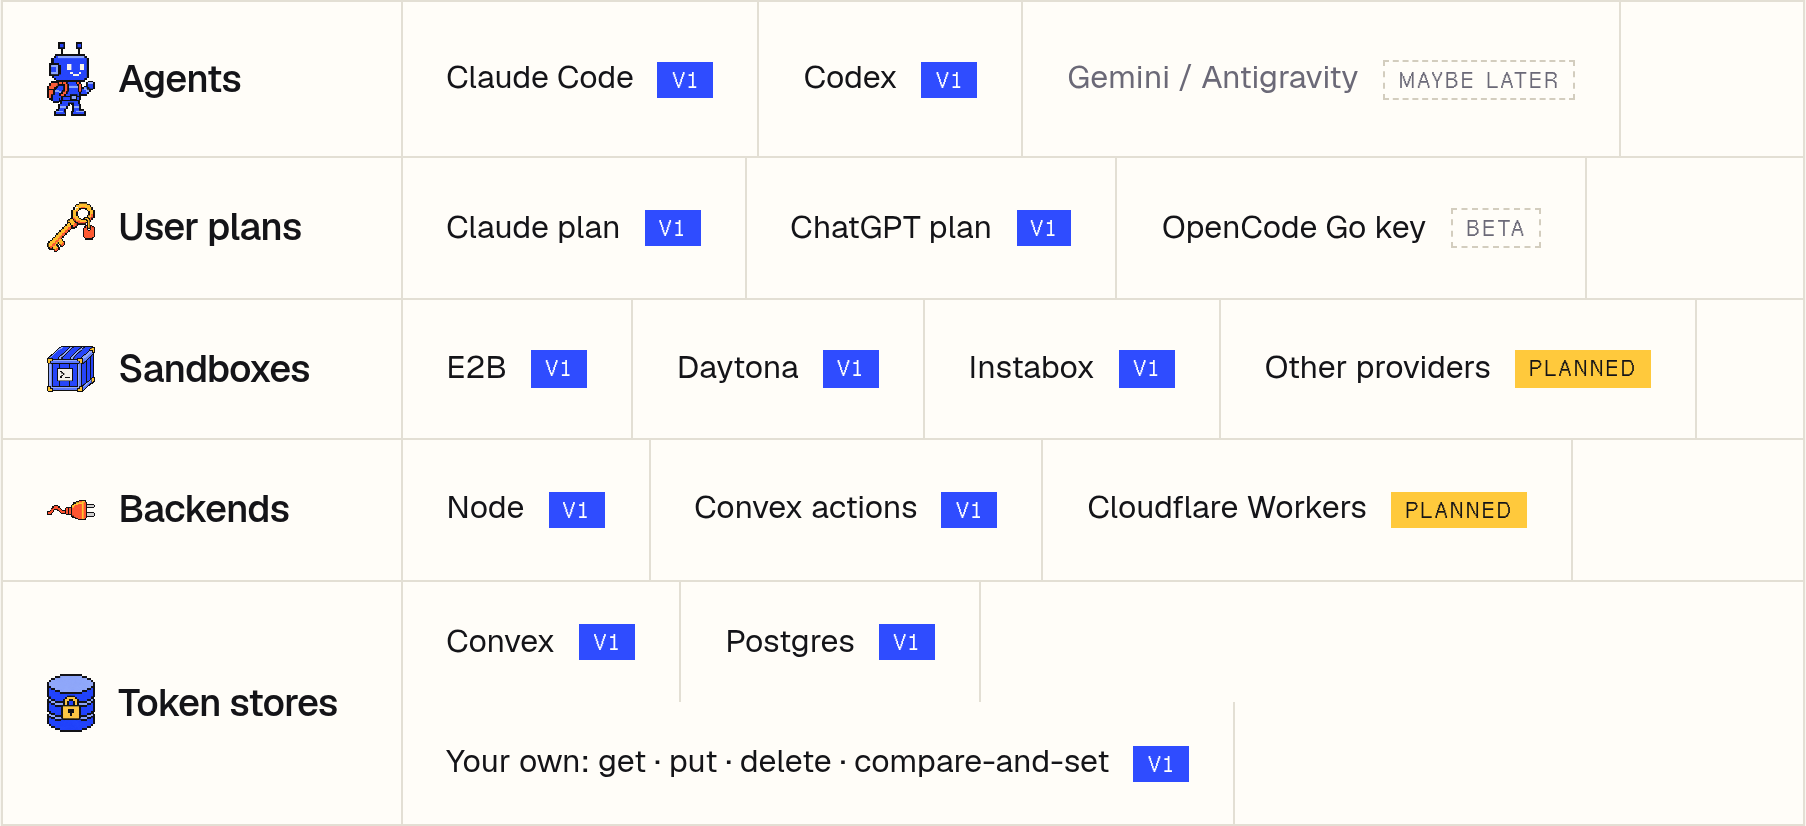 Agents Claude Code V1 Codex V1 Gemini / Antigravity MAYBE LATER
User plans Claude plan V1 ChatGPT plan V1 OpenCode Go key BETA
Sandboxes E2B V1 Daytona V1 Instabox V1 Other providers PLANNED
Backends Node V1 Convex actions V1 Cloudflare Workers PLANNED
Token stores Convex V1 Postgres V1
Your own: get · put · delete · compare-and-set V1